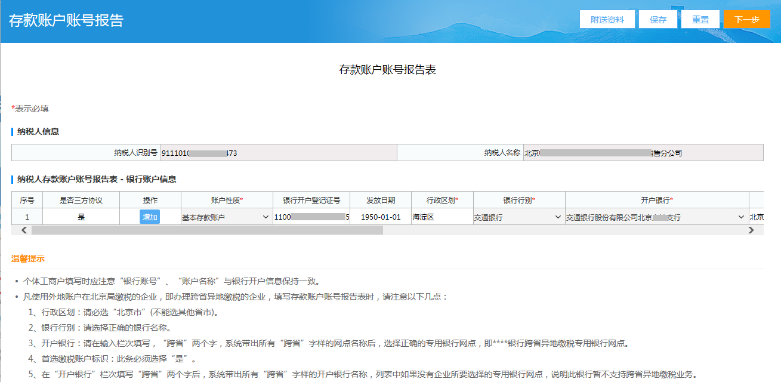 存款账户账号报告
附送资料 保存 重置 下一步
存款账户账号报告表
*表示必填
纳税人信息
纳税人识别号 9111010 473 纳税人名称 北京 销售分公司
纳税人存款账户账号报告表 - 银行账户信息
序号 是否三方协议 操作 账户性质* 银行开户登记证号 发放日期 行政区划* 银行行别* 开户银行*
1 是 增加 基本存款账户 1100 5 1950-01-01 海淀区 交通银行 交通银行股份有限公司北京 支行 北京
温馨提示
• 个体工商户填写时应注意“银行账号”、“账户名称”与银行开户信息保持一致。
• 凡使用外地账户在北京局缴税的企业，即办理跨省异地缴税的企业，填写存款账户账号报告表时，请注意以下几点：
1、行政区划：请必选“北京市”(不能选其他省市)。
2、银行行别：请选择正确的银行名称。
3、开户银行：请在输入栏次填写，“跨省”两个字，系统带出所有“跨省”字样的网点名称后，选择正确的专用银行网点，即****银行跨省异地缴税专用银行网点。
4、首选缴税账户标识：此条必须选择“是”。
5、在“开户银行”栏次填写“跨省”两个字后，系统带出所有“跨省”字样的开户银行名称，列表中如果没有企业所要选择的专用银行网点，说明此银行暂不支持跨省异地缴税业务。